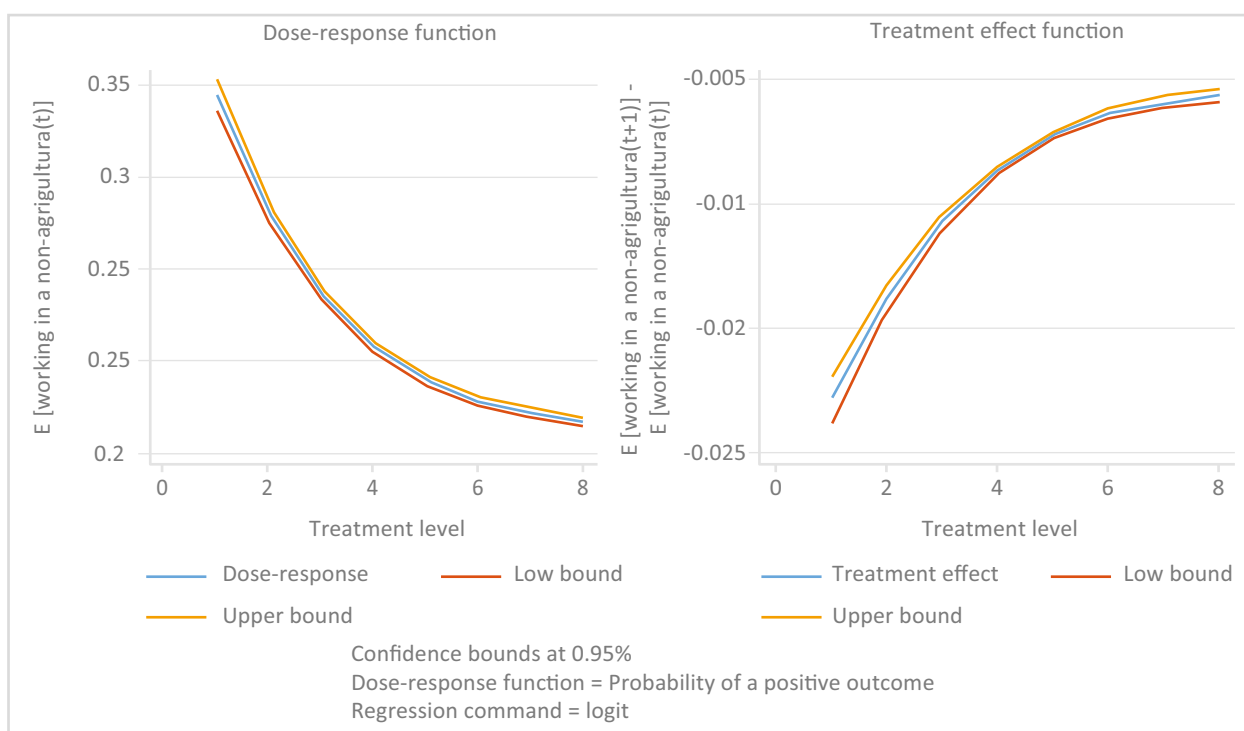 Dose-response function
E [working in a non-agrigultura(t)]
0.35
0.3
0.25
0.25
0.2
0
2
4
6
8
Treatment level
Dose-response
Low bound
Upper bound
Treatment effect function
E [working in a non-agrigultura(t+1)] -
E [working in a non-agrigultura(t)]
-0.005
-0.01
-0.02
-0.025
0
2
4
6
8
Treatment level
Treatment effect
Low bound
Upper bound
Confidence bounds at 0.95%
Dose-response function = Probability of a positive outcome
Regression command = logit